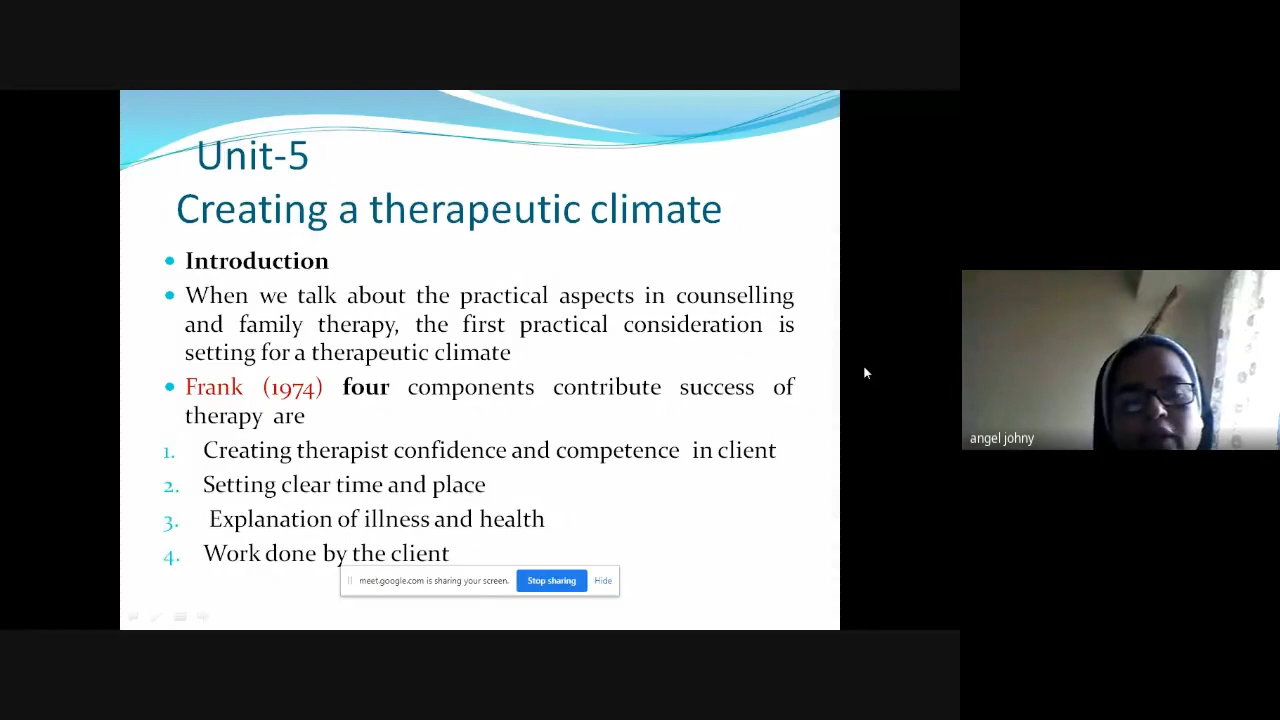 Unit-5
Creating a therapeutic climate
Introduction
When we talk about the practical aspects in counselling
and family therapy, the first practical consideration is
setting for a therapeutic climate
Frank (1974) four components contribute success of
therapy are
1. Creating therapist confidence and competence in client
2. Setting clear time and place
3. Explanation of illness and health
4. Work done by the client
meet.google.com is sharing your screen. Stop sharing Hide
angel johny